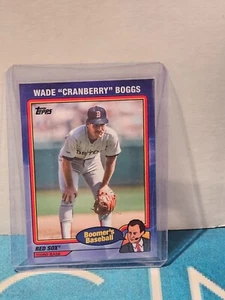 WADE "CRANBERRY" BOGGS
Topps
Boomer's
Baseball
RED SOX